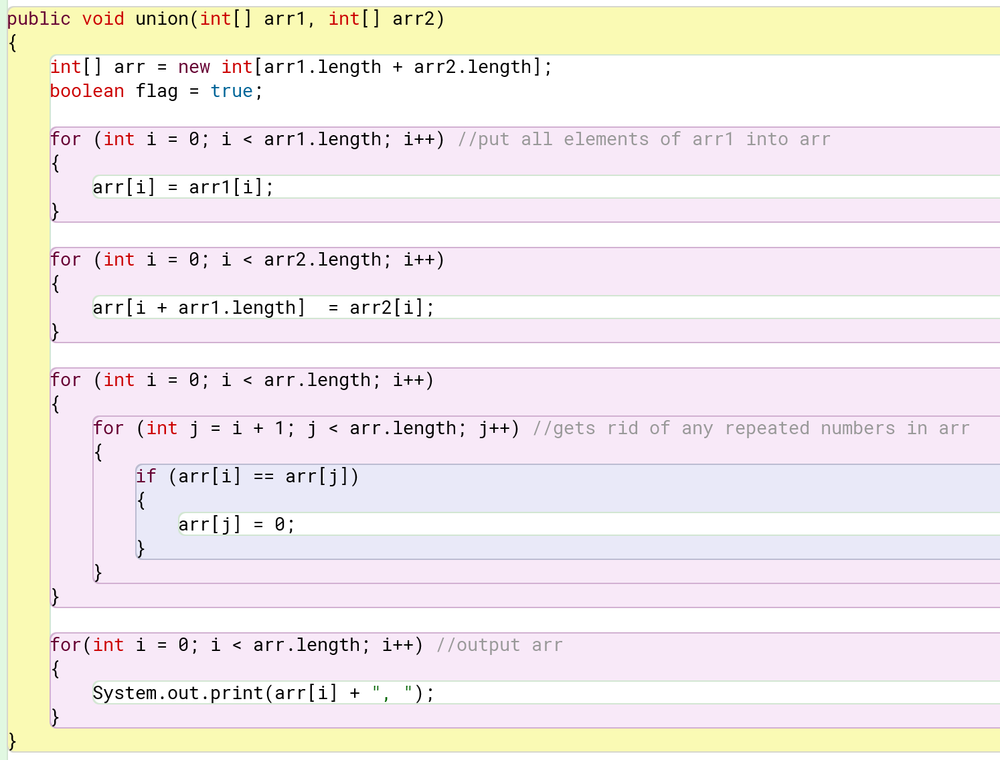 public void union(int[] arr1, int[] arr2)
{
    int[] arr = new int[arr1.length + arr2.length];
    boolean flag = true;

    for (int i = 0; i < arr1.length; i++) //put all elements of arr1 into arr
    {
        arr[i] = arr1[i];
    }

    for (int i = 0; i < arr2.length; i++)
    {
        arr[i + arr1.length]  = arr2[i];
    }

    for (int i = 0; i < arr.length; i++)
    {
        for (int j = i + 1; j < arr.length; j++) //gets rid of any repeated numbers in arr
        {
            if (arr[i] == arr[j])
            {
                arr[j] = 0;
            }
        }
    }

    for(int i = 0; i < arr.length; i++) //output arr
    {
        System.out.print(arr[i] + ", ");
    }
}